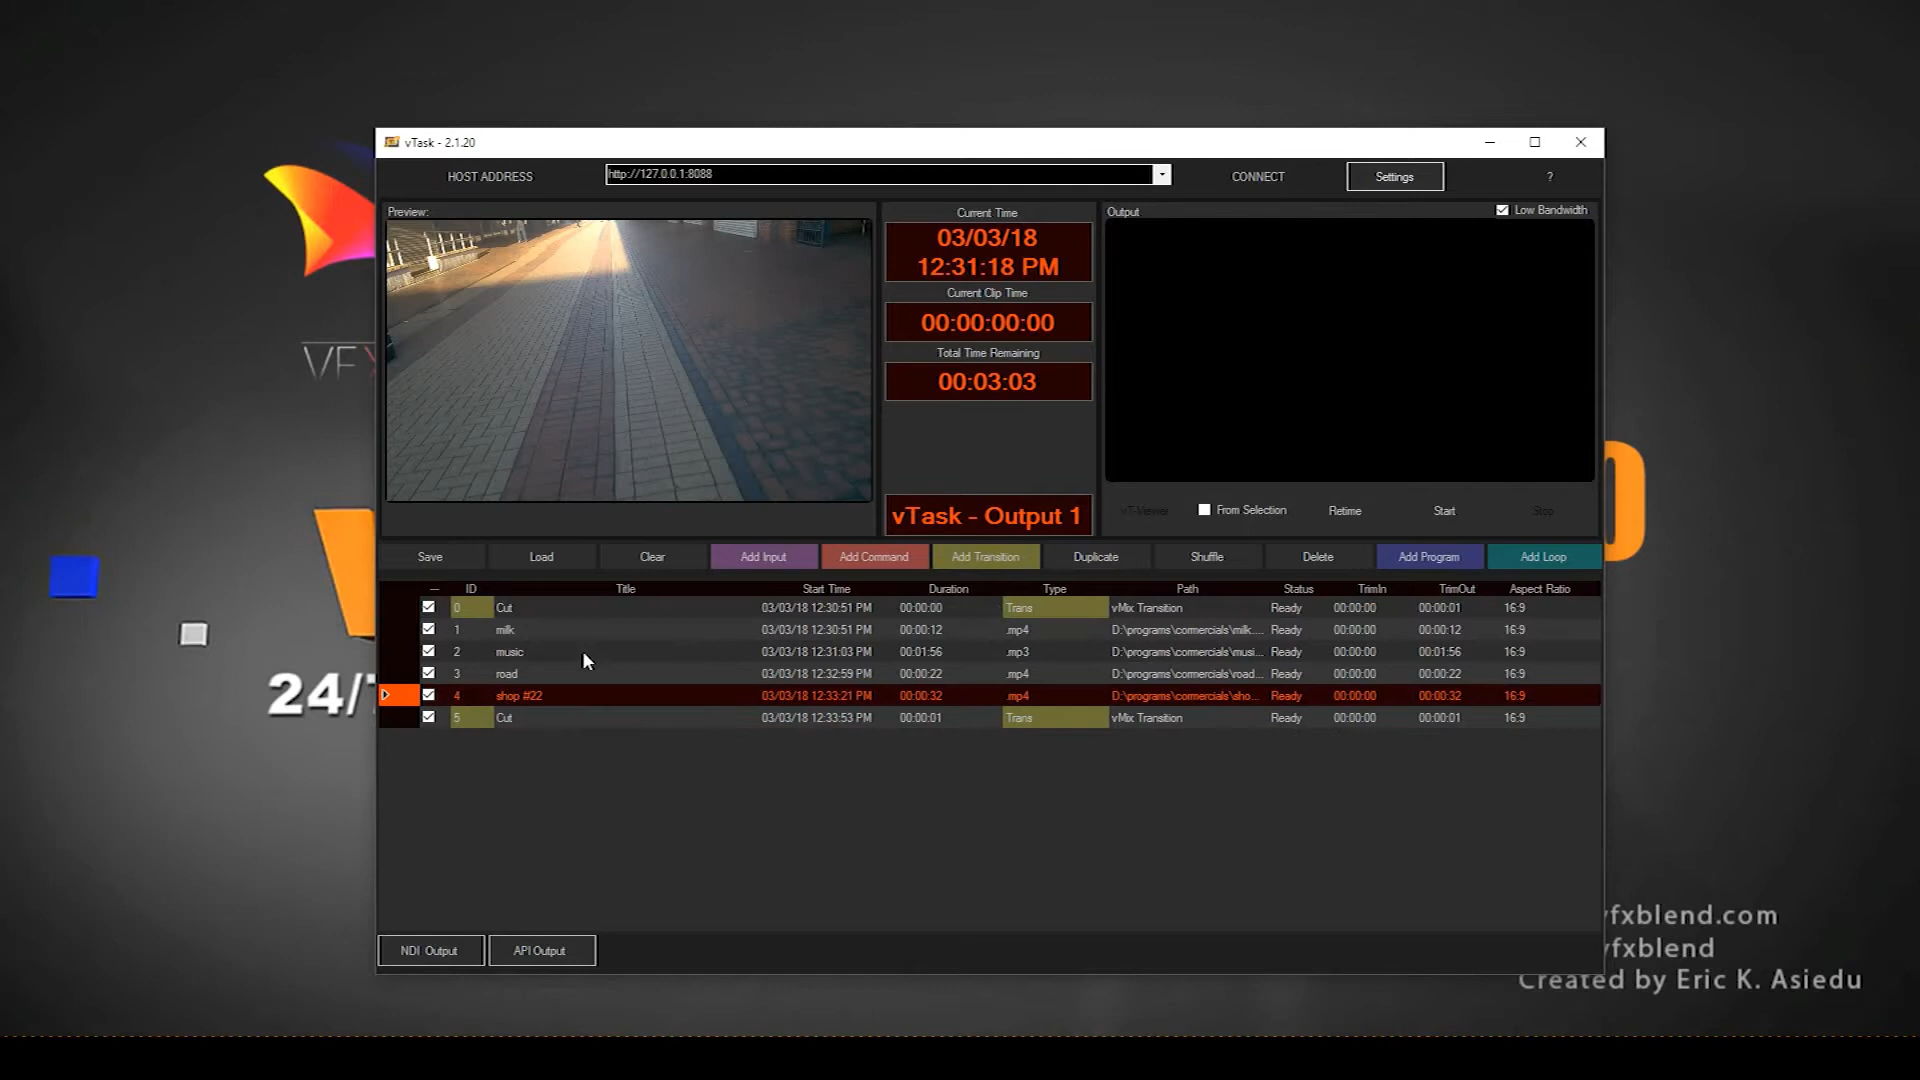 vTask - 2.1.20
HOST ADDRESS http://127.0.0.1:8088 CONNECT Settings ?
Preview: Current Time Output Low Bandwidth
03/03/18
12:31:18 PM
Current Clip Time
00:00:00:00
Total Time Remaining
00:03:03
VF
vTask - Output 1 vT-Viewer From Selection Retime Start Stop
Save Load Clear Add Input Add Command Add Transition Duplicate Shuffle Delete Add Program Add Loop
ID Title Start Time Duration Type Path Status TrimIn TrimOut Aspect Ratio
0 Cut 03/03/18 12:30:51 PM 00:00:00 Trans vMix Transition Ready 00:00:00 00:00:01 16:9
1 milk 03/03/18 12:30:51 PM 00:00:12 .mp4 D:\programs\comercials\milk.... Ready 00:00:00 00:00:12 16:9
2 music 03/03/18 12:31:03 PM 00:01:56 .mp3 D:\programs\comercials\musi... Ready 00:00:00 00:01:56 16:9
3 road 03/03/18 12:32:59 PM 00:00:22 .mp4 D:\programs\comercials\road... Ready 00:00:00 00:00:22 16:9
4 shop #22 03/03/18 12:33:21 PM 00:00:32 .mp4 D:\programs\comercials\sho... Ready 00:00:00 00:00:32 16:9
5 Cut 03/03/18 12:33:53 PM 00:00:01 Trans vMix Transition Ready 00:00:00 00:00:01 16:9
24/
NDI Output API Output
vfxblend.com
vfxblend
Created by Eric K. Asiedu